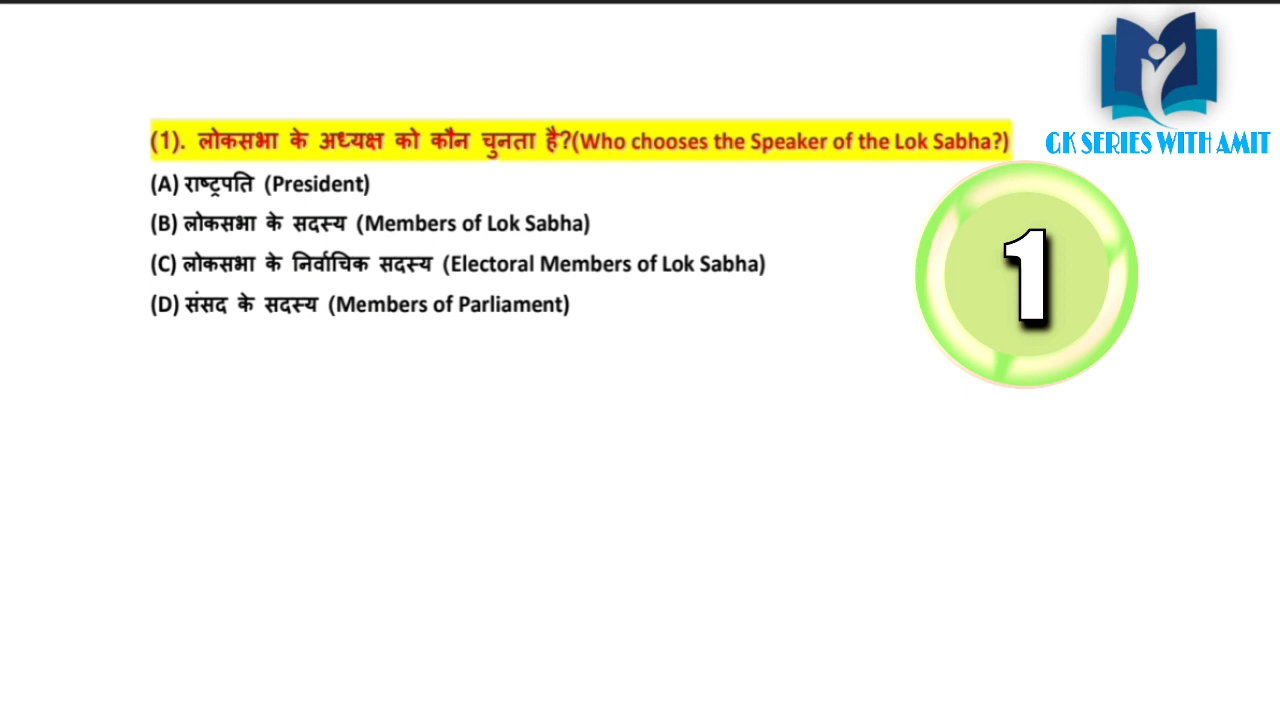 GK SERIES WITH AMIT
(1). लोकसभा के अध्यक्ष को कौन चुनता है?(Who chooses the Speaker of the Lok Sabha?)
(A) राष्ट्रपति (President)
(B) लोकसभा के सदस्य (Members of Lok Sabha)
(C) लोकसभा के निर्वाचिक सदस्य (Electoral Members of Lok Sabha)
(D) संसद के सदस्य (Members of Parliament)
1